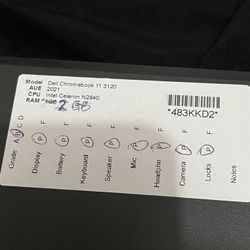 Model Dell Chromebook 11 3120
AUE 2021
CPU Intel Celeron N2840
RAM 2 GB
*483KKD2*
Grade A B C D
Display P F
Battery P F
Keyboard P F
Speaker P F
Mic P F
Headphn P F
Camera P F
Locks P F
Notes